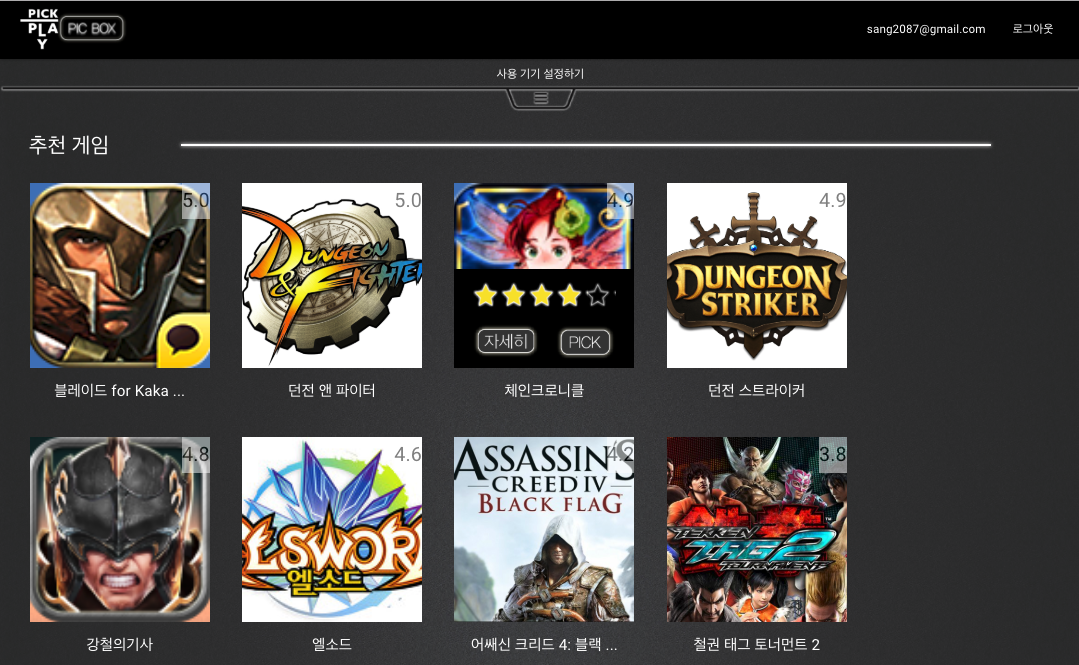 PICK
PLA
Y
PIC BOX
sang2087@gmail.com
로그아웃
사용 기기 설정하기
추천 게임
5.0
5.0
DUNGEON
& FIGHTER
4.9
자세히
PICK
4.9
DUNGEON
STRIKER
블레이드 for Kaka ...
던전 앤 파이터
체인크로니클
던전 스트라이커
4.8
4.6
ELSWOR
엘소드
4.2
ASSASSIN'S
CREED IV
BLACK FLAG
3.8
TEKKEN
TAG 2
TOURNAMENT
강철의기사
엘소드
어쌔신 크리드 4: 블랙 ...
철권 태그 토너먼트 2